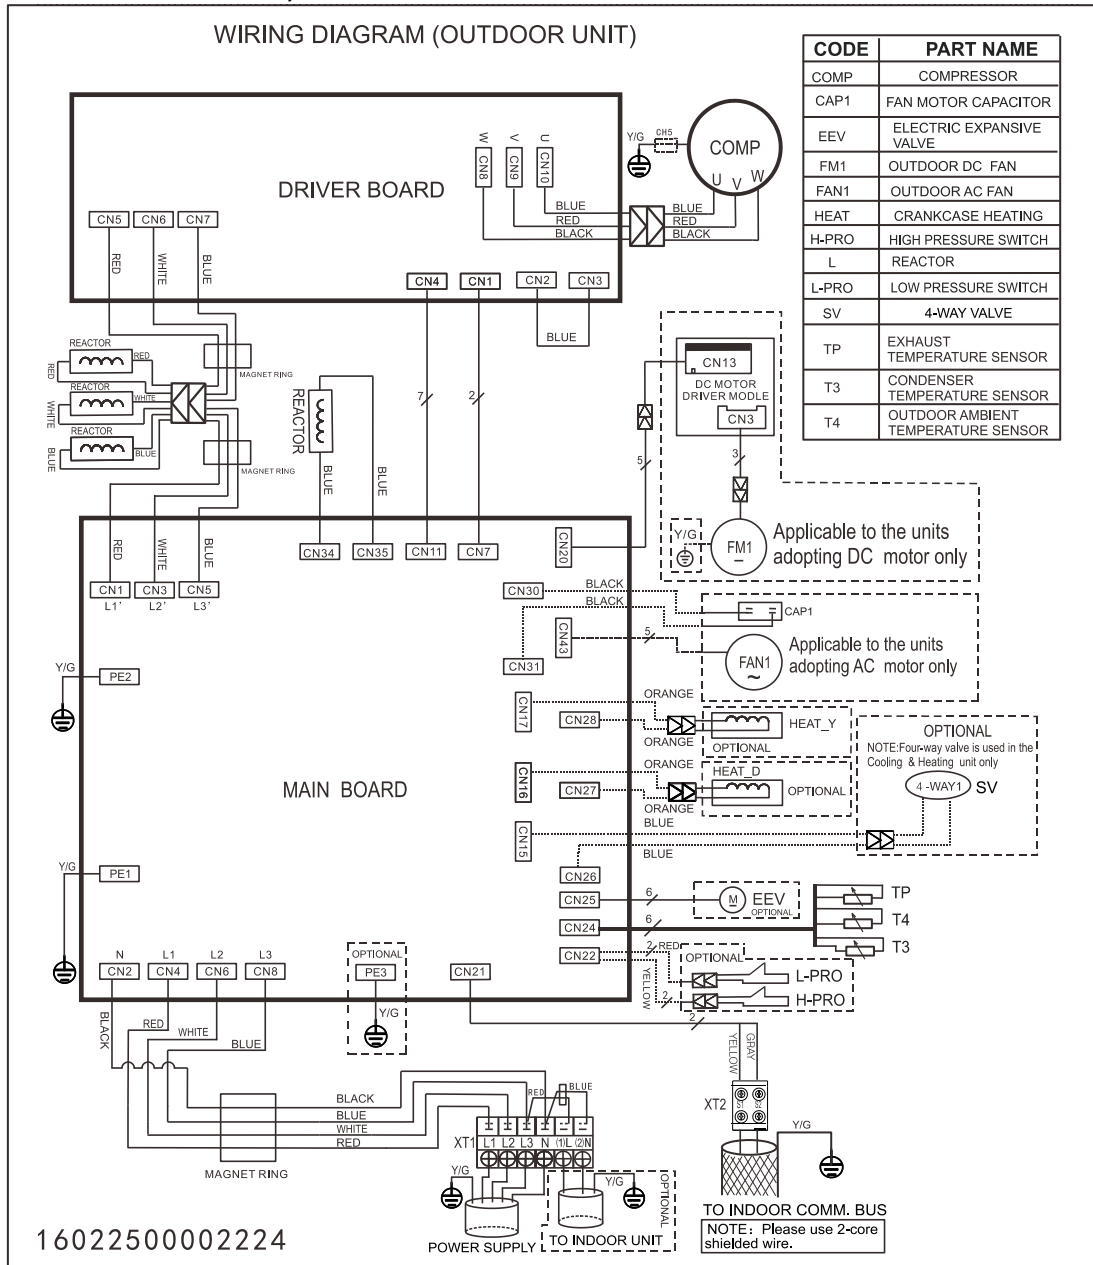 WIRING DIAGRAM (OUTDOOR UNIT)
CODE PART NAME
COMP COMPRESSOR
CAP1 FAN MOTOR CAPACITOR
EEV ELECTRIC EXPANSIVE
VALVE
FM1 OUTDOOR DC FAN
FAN1 OUTDOOR AC FAN
HEAT CRANKCASE HEATING
H-PRO HIGH PRESSURE SWITCH
L REACTOR
L-PRO LOW PRESSURE SWITCH
SV 4-WAY VALVE
TP EXHAUST
TEMPERATURE SENSOR
T3 CONDENSER
TEMPERATURE SENSOR
T4 OUTDOOR AMBIENT
TEMPERATURE SENSOR
DRIVER BOARD
W V U
CN8 CN9 CN10
Y/G CH5
COMP
U V W
BLUE BLUE
RED RED
BLACK BLACK
CN5 CN6 CN7
RED WHITE BLUE
CN4 CN1 CN2 CN3
BLUE
REACTOR
RED RED
REACTOR
WHITE WHITE
REACTOR
BLUE BLUE
MAGNET RING
MAGNET RING
REACTOR
7 2
BLUE BLUE
CN13
DC MOTOR
DRIVER MODLE
CN3
5 3
Y/G
FM1
Applicable to the units
adopting DC motor only
RED WHITE BLUE
CN1 CN3 CN5
L1' L2' L3'
CN34 CN35 CN11 CN7 CN20
CN30 BLACK
BLACK
CAP1
CN43 5
CN31
FAN1
Applicable to the units
adopting AC motor only
Y/G
PE2
CN17 ORANGE
CN28
ORANGE
HEAT_Y
OPTIONAL
MAIN BOARD
CN16 ORANGE
CN27
ORANGE
HEAT_D
OPTIONAL
OPTIONAL
NOTE:Four-way valve is used in the
Cooling & Heating unit only
4-WAY1 SV
CN15 BLUE
BLUE
CN26
Y/G
PE1
CN25 6
M EEV
OPTIONAL
CN24 6
TP
T4
T3
CN22 2 RED
YELLOW 2
OPTIONAL
L-PRO
H-PRO
N L1 L2 L3
CN2 CN4 CN6 CN8
OPTIONAL
PE3
Y/G
CN21
2
BLACK
RED
WHITE
BLUE
YELLOW GRAY
XT2
Y/G
TO INDOOR COMM. BUS
NOTE: Please use 2-core
shielded wire.
BLACK
BLUE
WHITE
RED
MAGNET RING
RED BLUE
XT1 L1 L2 L3 N (1)L (2)N
Y/G
Y/G
OPTIONAL
POWER SUPPLY
TO INDOOR UNIT
16022500002224